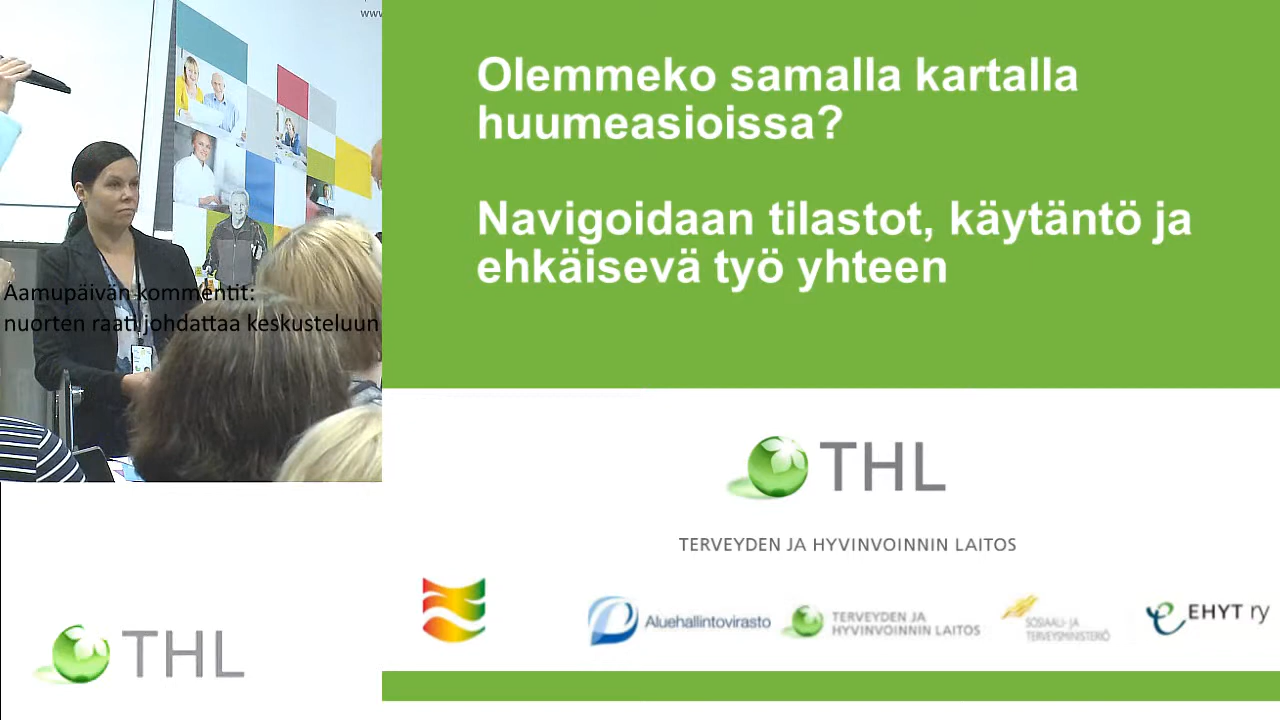 www
Aamupäivän kommentit:
nuorten raati johdattaa keskusteluun
THL
Olemmeko samalla kartalla
huumeasioissa?
Navigoidaan tilastot, käytäntö ja
ehkäisevä työ yhteen
THL
TERVEYDEN JA HYVINVOINNIN LAITOS
Aluehallintovirasto
TERVEYDEN JA
HYVINVOINNIN LAITOS
SOSIAALI- JA
TERVEYSMINISTERIÖ
EHYT ry